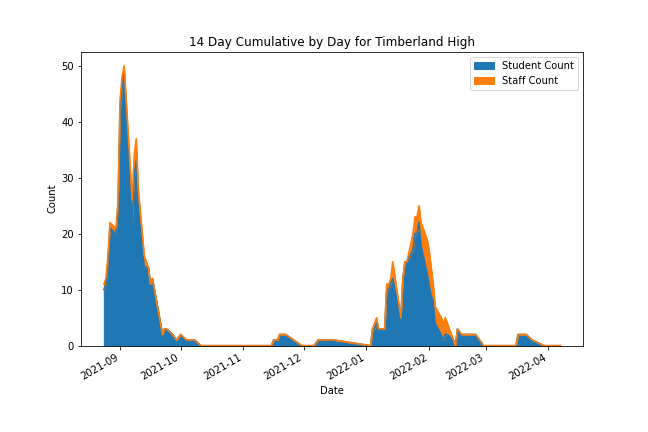 14 Day Cumulative by Day for Timberland High
Student Count
Staff Count
50
40
30
20
10
0
Count
2021-09
2021-10
2021-11
2021-12
2022-01
2022-02
2022-03
2022-04
Date